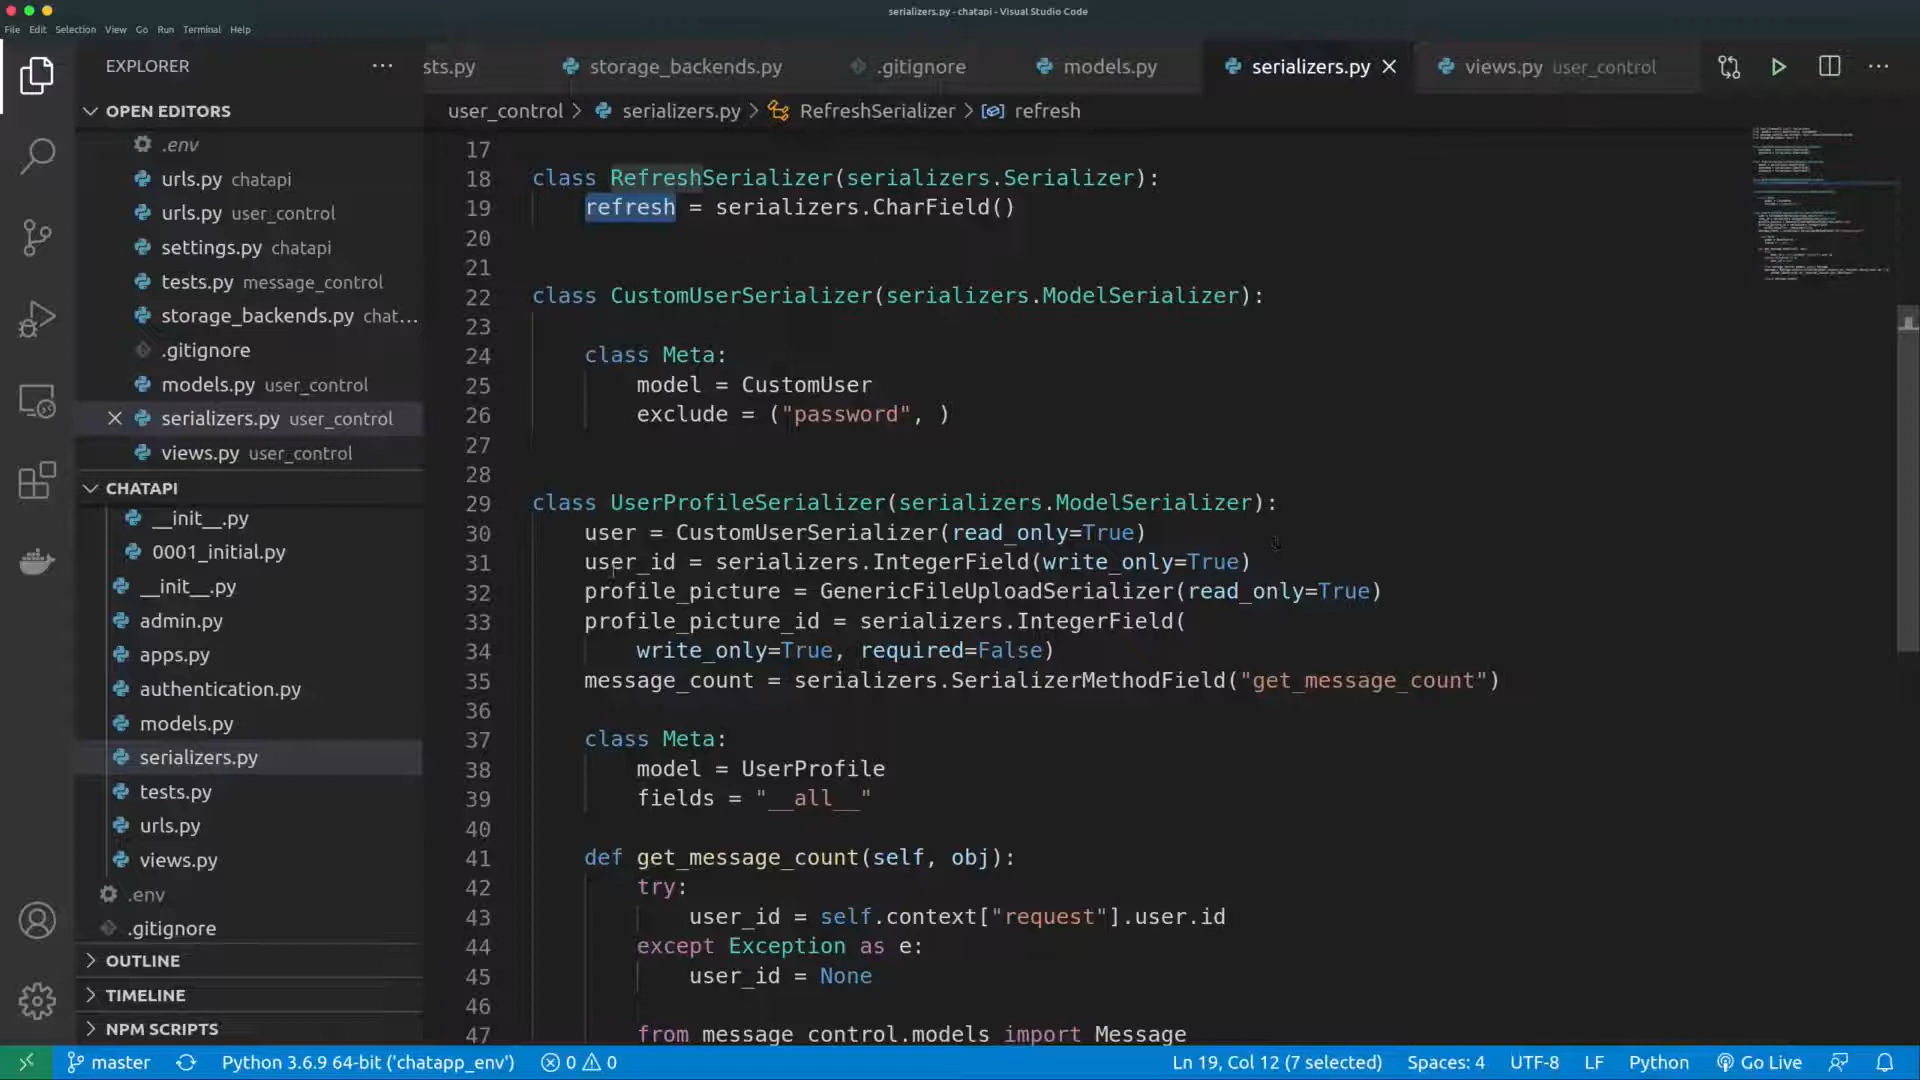 serializers.py - chatapi - Visual Studio Code
File Edit Selection View Go Run Terminal Help
EXPLORER
sts.py storage_backends.py .gitignore models.py serializers.py views.py user_control
OPEN EDITORS
user_control > serializers.py > RefreshSerializer > refresh
.env
urls.py chatapi
urls.py user_control
settings.py chatapi
tests.py message_control
storage_backends.py chat...
.gitignore
models.py user_control
serializers.py user_control
views.py user_control
CHATAPI
__init__.py
0001_initial.py
__init__.py
admin.py
apps.py
authentication.py
models.py
serializers.py
tests.py
urls.py
views.py
.env
.gitignore
OUTLINE
TIMELINE
NPM SCRIPTS
17
18 class RefreshSerializer(serializers.Serializer):
19 refresh = serializers.CharField()
20
21
22 class CustomUserSerializer(serializers.ModelSerializer):
23
24 class Meta:
25 model = CustomUser
26 exclude = ("password", )
27
28
29 class UserProfileSerializer(serializers.ModelSerializer):
30 user = CustomUserSerializer(read_only=True)
31 user_id = serializers.IntegerField(write_only=True)
32 profile_picture = GenericFileUploadSerializer(read_only=True)
33 profile_picture_id = serializers.IntegerField(
34 write_only=True, required=False)
35 message_count = serializers.SerializerMethodField("get_message_count")
36
37 class Meta:
38 model = UserProfile
39 fields = "__all__"
40
41 def get_message_count(self, obj):
42 try:
43 user_id = self.context["request"].user.id
44 except Exception as e:
45 user_id = None
46
47 from message_control.models import Message
master Python 3.6.9 64-bit ('chatapp_env') 0 0 Ln 19, Col 12 (7 selected) Spaces: 4 UTF-8 LF Python Go Live